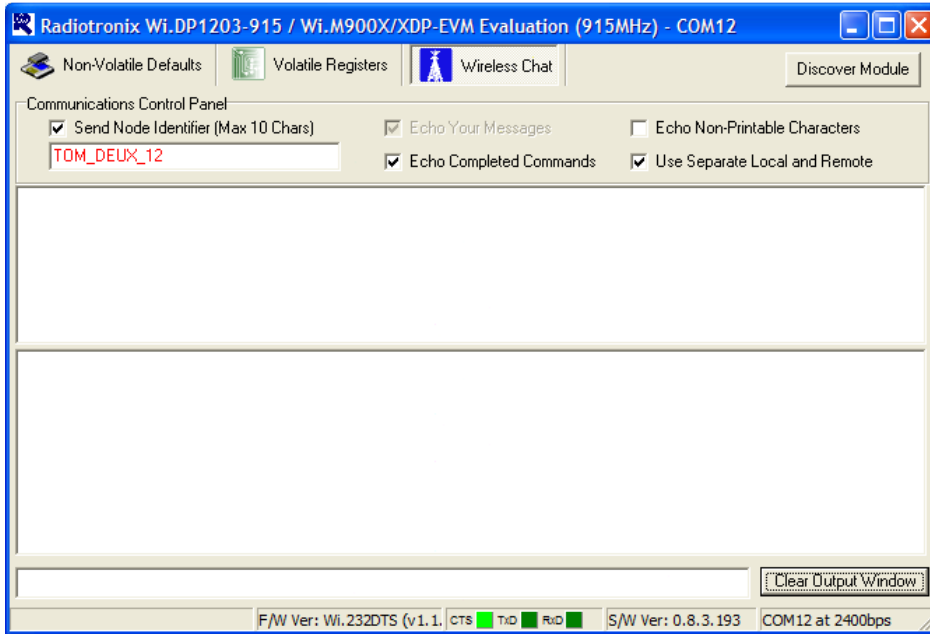 Radiotronix Wi.DP1203-915 / Wi.M900X/XDP-EVM Evaluation (915MHz) - COM12
Non-Volatile Defaults Volatile Registers Wireless Chat Discover Module
Communications Control Panel
Send Node Identifier (Max 10 Chars) Echo Your Messages Echo Non-Printable Characters
TOM_DEUX_12 Echo Completed Commands Use Separate Local and Remote
Clear Output Window
F/W Ver: Wi.232DTS (v1.1. CTS TxD RxD S/W Ver: 0.8.3.193 COM12 at 2400bps